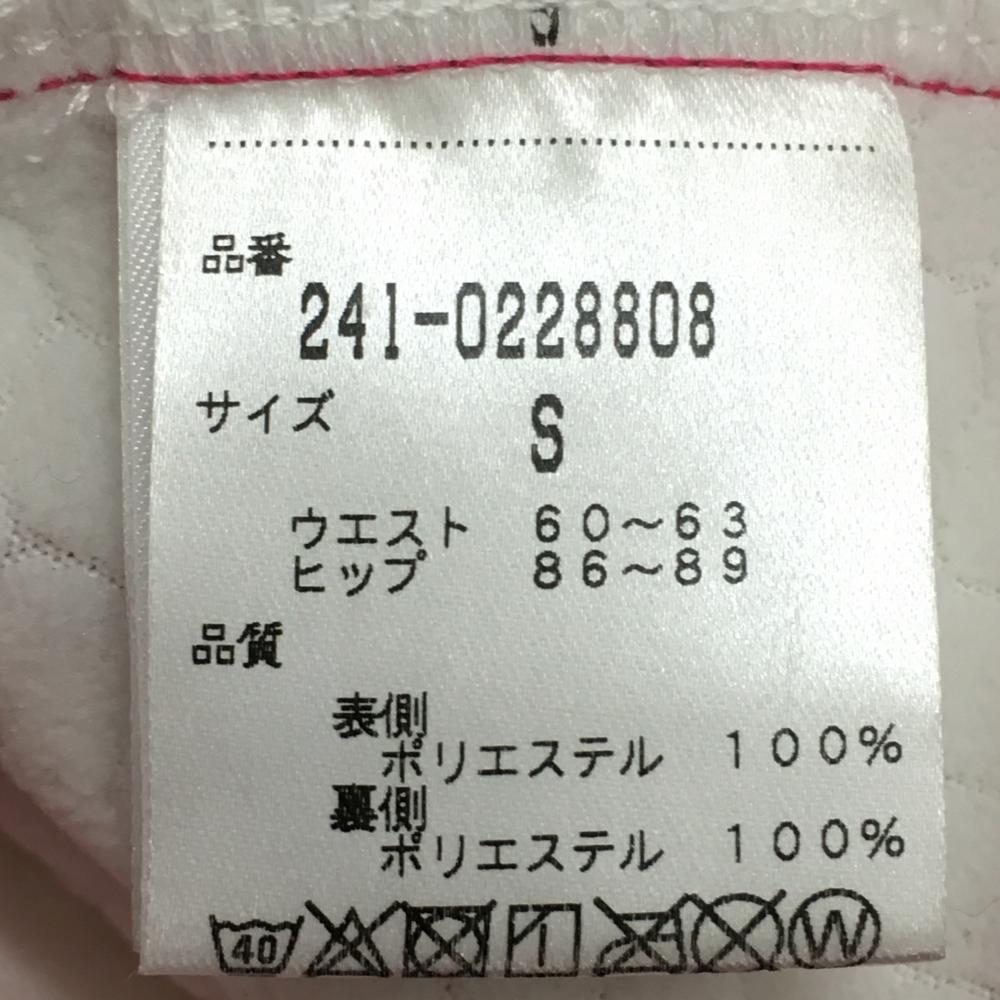 品番
241-0228808
サイズ S
ウエスト 60～63
ヒップ 86～89
品質
表側
ポリエステル 100%
裏側
ポリエステル 100%
40 W